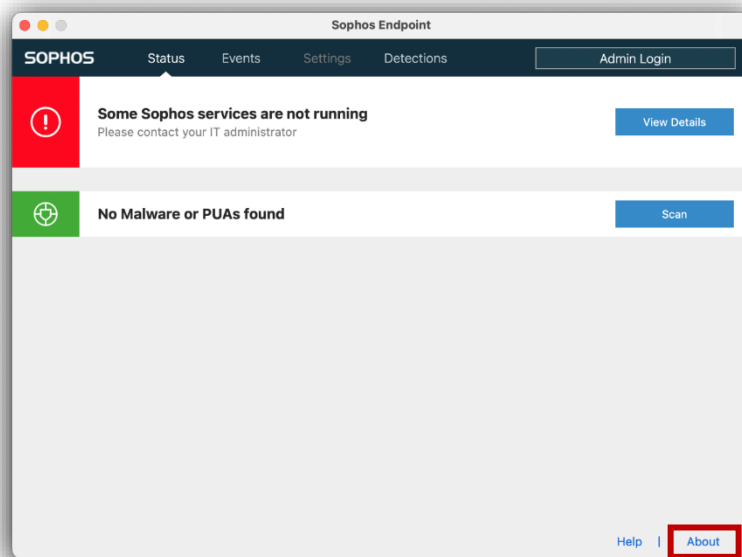 Sophos Endpoint
SOPHOS Status Events Settings Detections Admin Login
Some Sophos services are not running
Please contact your IT administrator
View Details
No Malware or PUAs found
Scan
Help | About